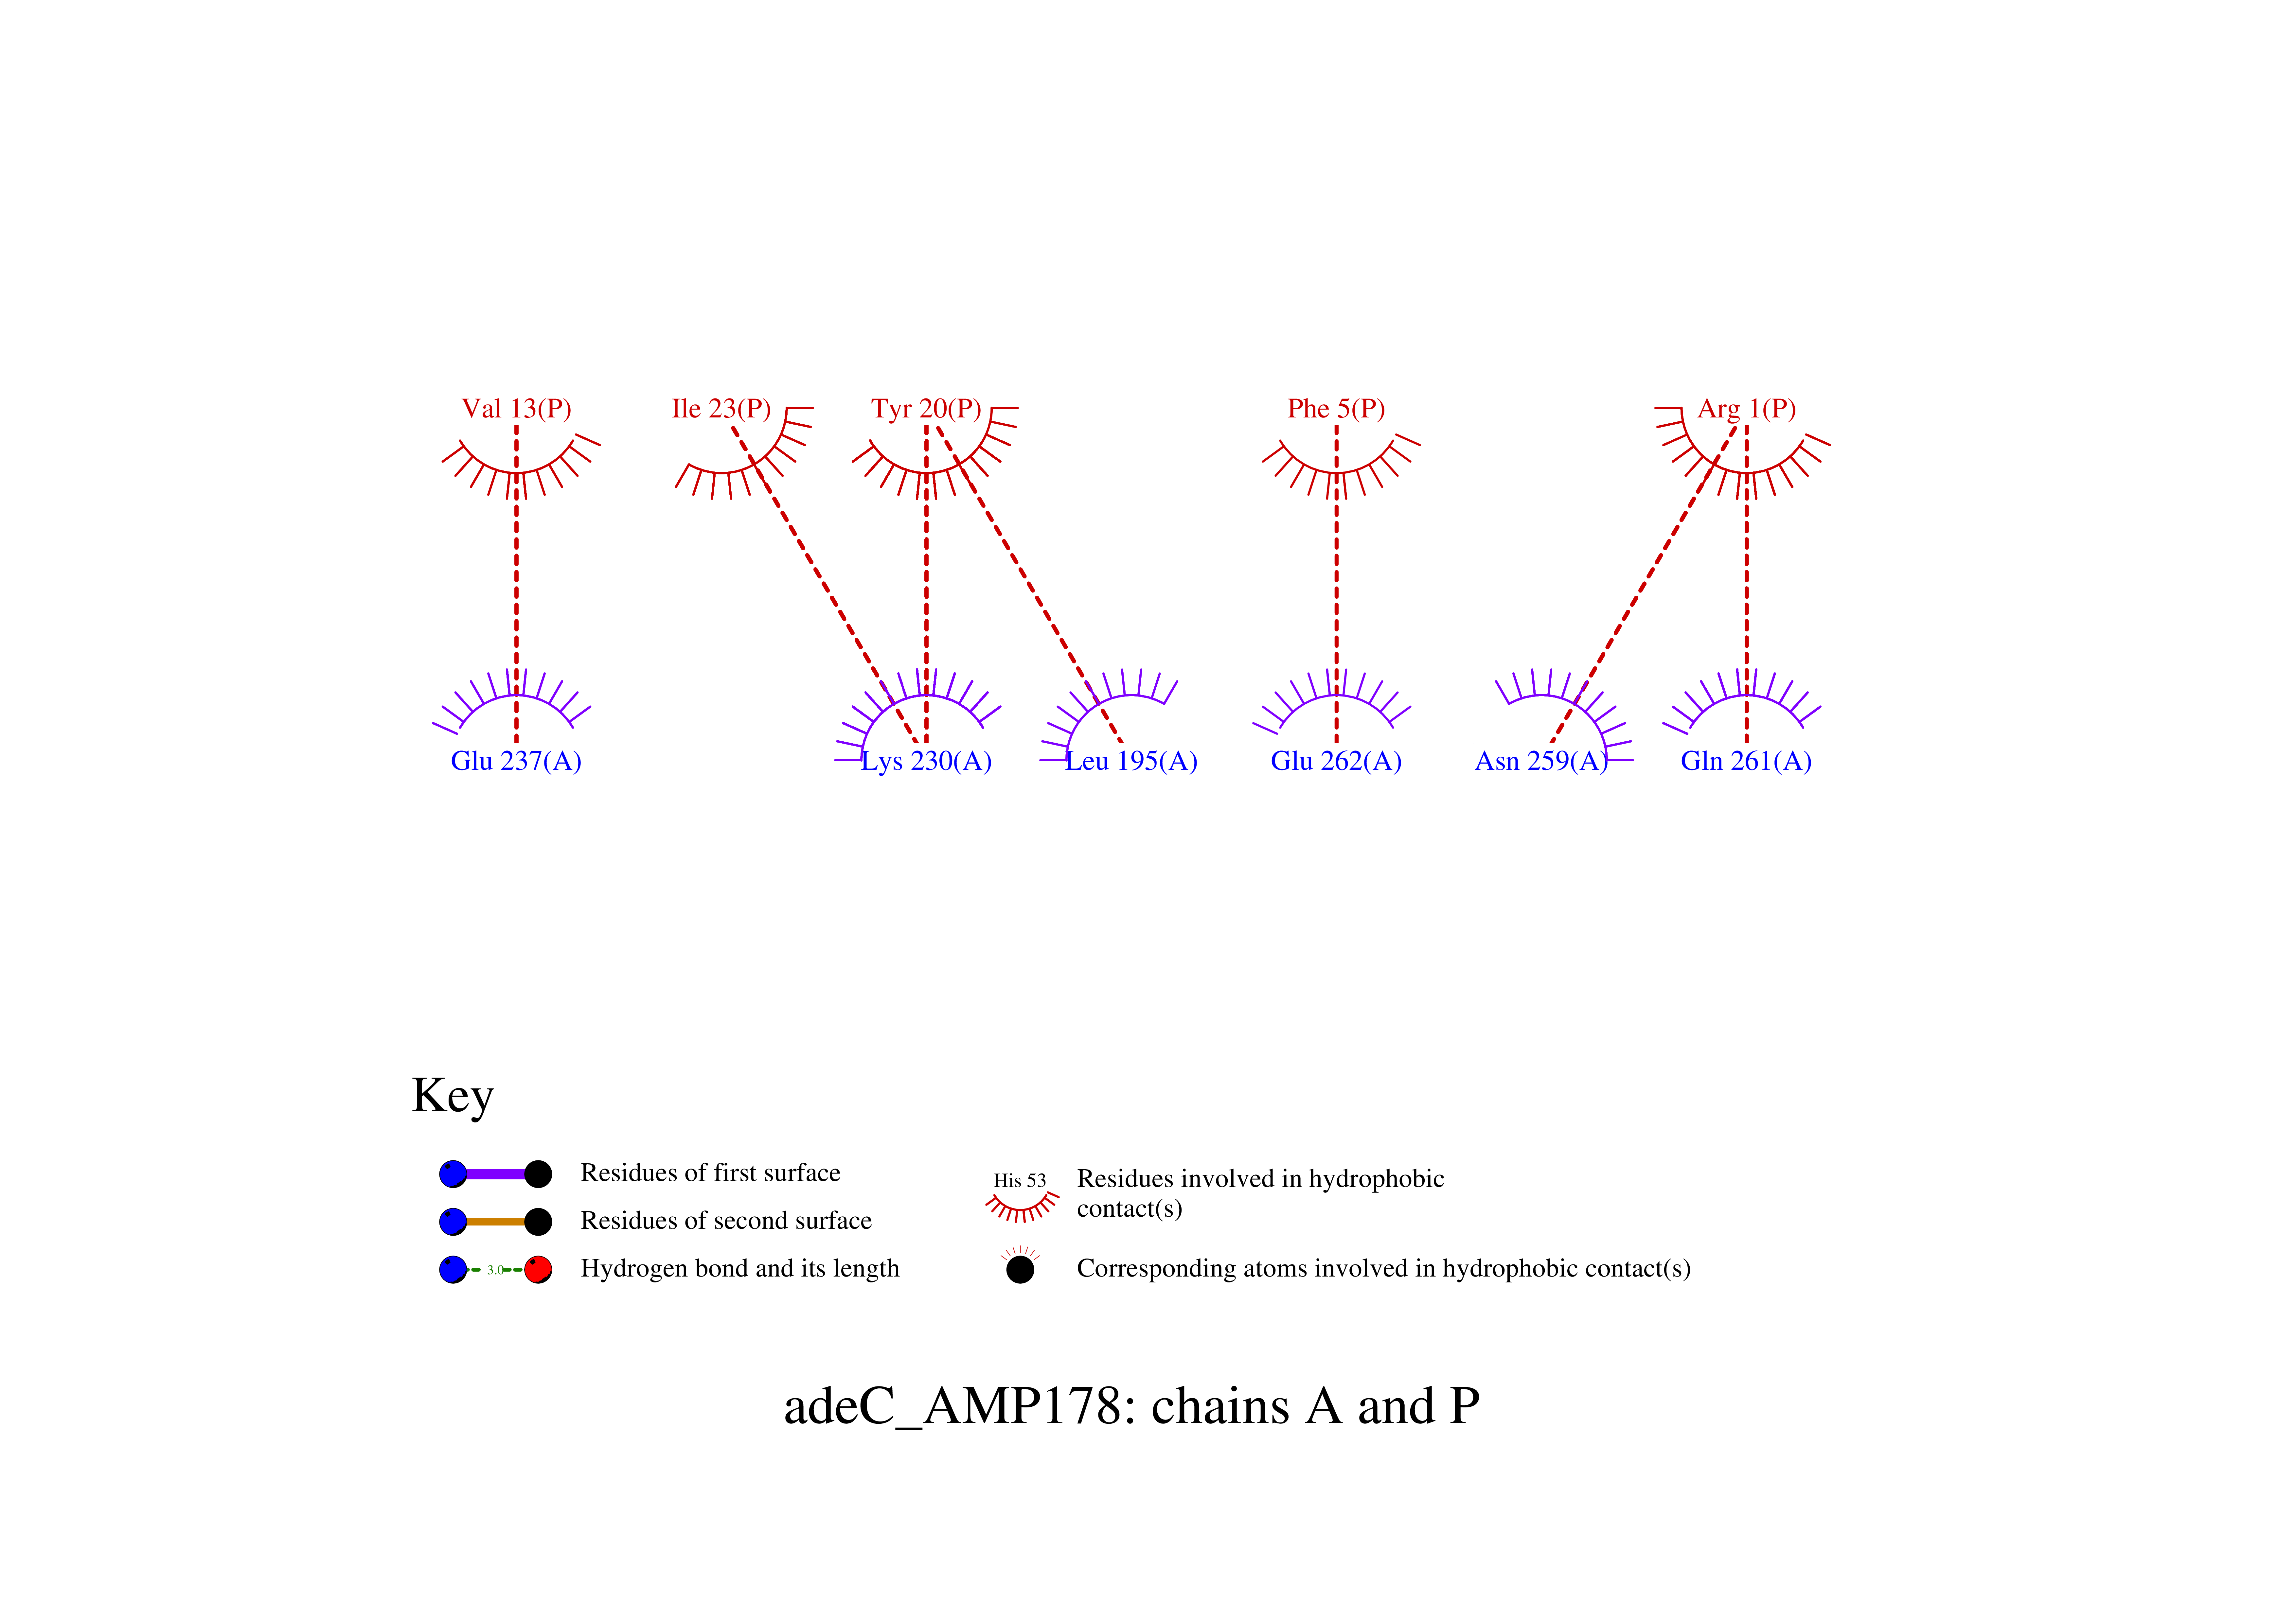 Val 13(P) Ile 23(P) Tyr 20(P) Phe 5(P) Arg 1(P)
Glu 237(A) Lys 230(A) Leu 195(A) Glu 262(A) Asn 259(A) Gln 261(A)
Key
Residues of first surface
Residues of second surface
3.0 Hydrogen bond and its length
His 53 Residues involved in hydrophobic
contact(s)
Corresponding atoms involved in hydrophobic contact(s)
adeC_AMP178: chains A and P